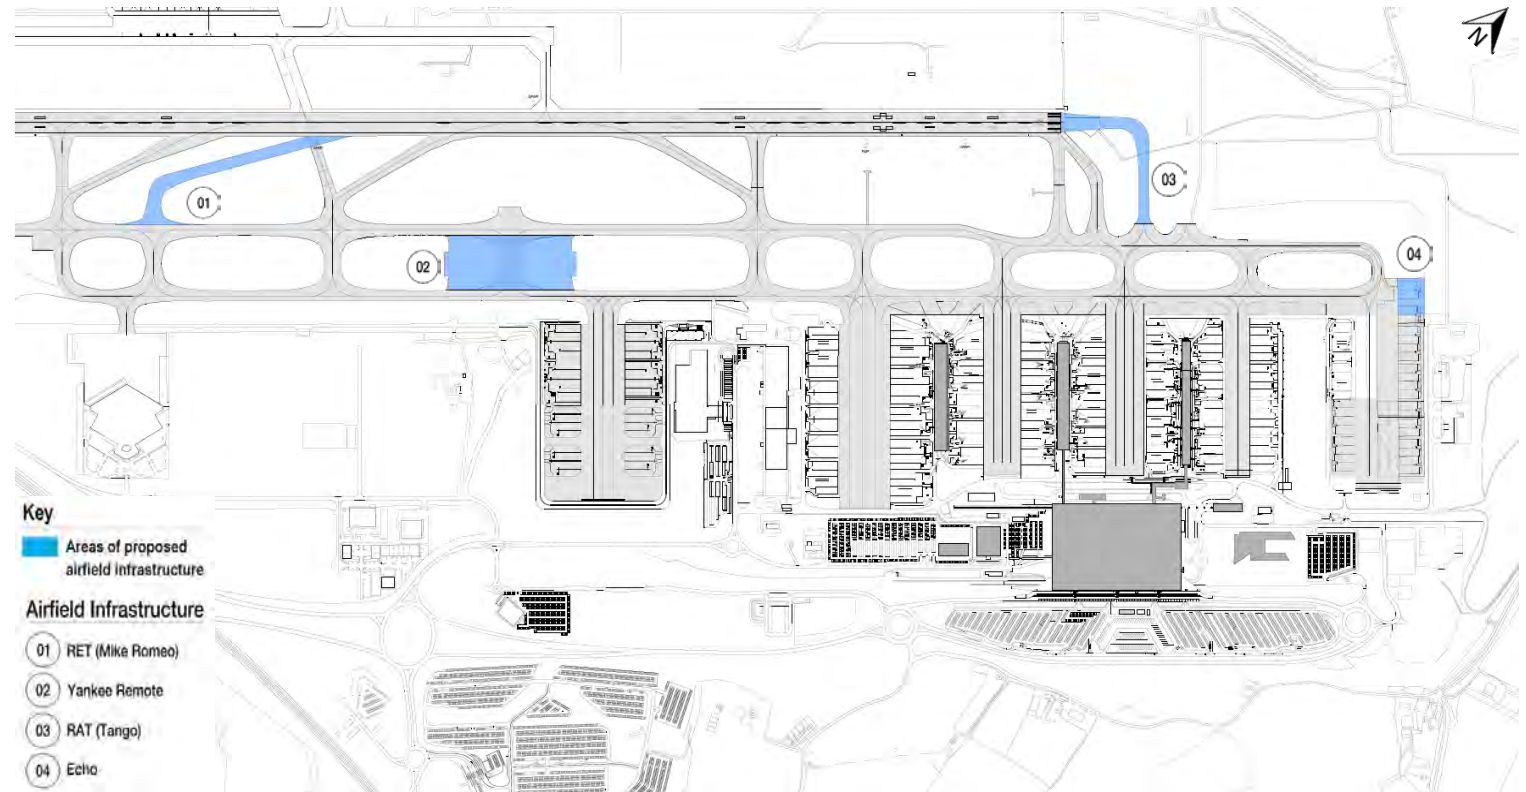 N
01
03
02
04
Key
Areas of proposed
airfield infrastructure
Airfield Infrastructure
01 RET (Mike Romeo)
02 Yankee Remote
03 RAT (Tango)
04 Echo